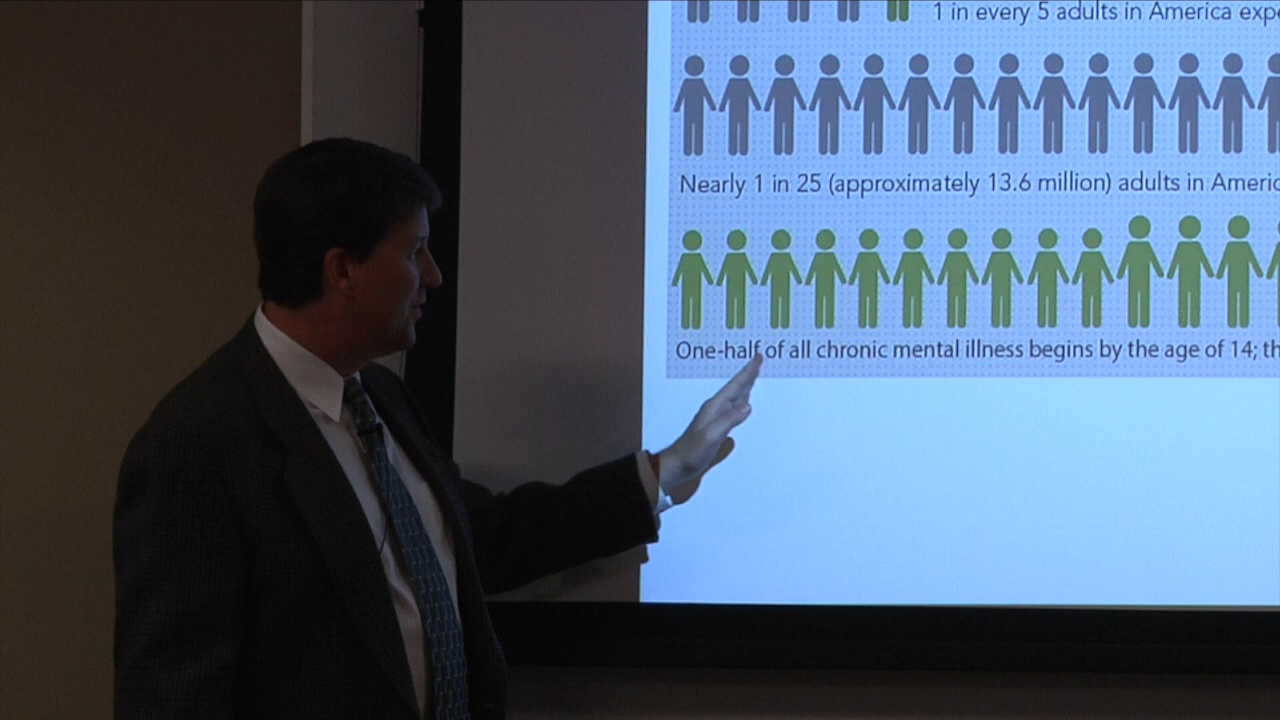 1 in every 5 adults in America exp
Nearly 1 in 25 (approximately 13.6 million) adults in Americ
One-half of all chronic mental illness begins by the age of 14; th